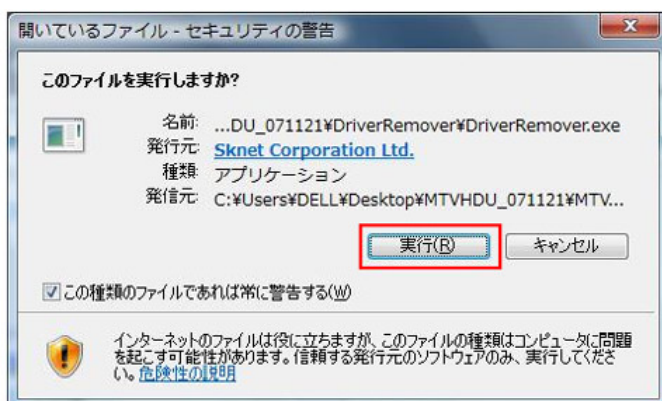 開いているファイル - セキュリティの警告
このファイルを実行しますか?
名前: ...DU_071121¥DriverRemover¥DriverRemover.exe
発行元: Sknet Corporation Ltd.
種類: アプリケーション
発信元: C:¥Users¥DELL¥Desktop¥MTVHDU_071121¥MTV...
実行(R) キャンセル
この種類のファイルであれば常に警告する(W)
インターネットのファイルは役に立ちますが、このファイルの種類はコンピュータに問題
を起こす可能性があります。信頼する発行元のソフトウェアのみ、実行してくださ
い。危険性の説明